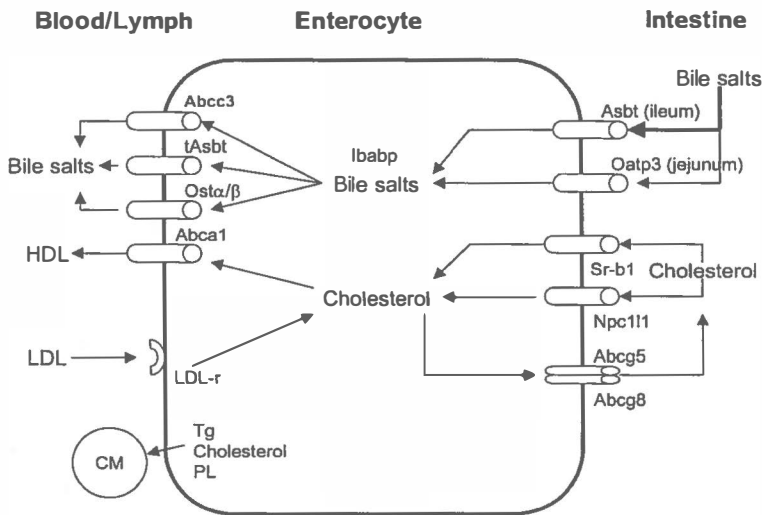 Blood/Lymph Enterocyte Intestine
Bile salts
Abcc3
Asbt (ileum)
tAsbt
Ibabp
Bile salts
Bile salts
Oatp3 (jejunum)
Ostα/β
Abca1
HDL
Sr-b1
Cholesterol
Cholesterol
Npc1l1
LDL
LDL-r
Abcg5
Abcg8
Tg
Cholesterol
PL
CM